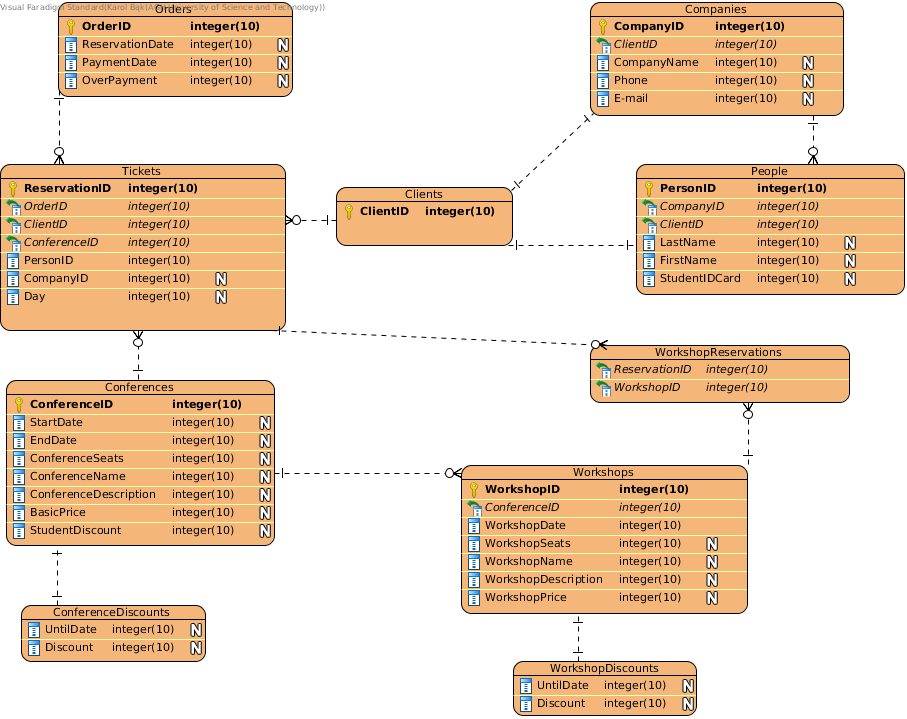 Visual Paradigm Standard(Karol Bąk(AGH University of Science and Technology))
Orders
OrderID integer(10)
ReservationDate integer(10) N
PaymentDate integer(10) N
OverPayment integer(10) N
Companies
CompanyID integer(10)
ClientID integer(10)
CompanyName integer(10) N
Phone integer(10) N
E-mail integer(10) N
Tickets
ReservationID integer(10)
OrderID integer(10)
ClientID integer(10)
ConferenceID integer(10)
PersonID integer(10)
CompanyID integer(10) N
Day integer(10) N
Clients
ClientID integer(10)
People
PersonID integer(10)
CompanyID integer(10)
ClientID integer(10)
LastName integer(10) N
FirstName integer(10) N
StudentIDCard integer(10) N
WorkshopReservations
ReservationID integer(10)
WorkshopID integer(10)
Conferences
ConferenceID integer(10)
StartDate integer(10) N
EndDate integer(10) N
ConferenceSeats integer(10) N
ConferenceName integer(10) N
ConferenceDescription integer(10) N
BasicPrice integer(10) N
StudentDiscount integer(10) N
Workshops
WorkshopID integer(10)
ConferenceID integer(10)
WorkshopDate integer(10)
WorkshopSeats integer(10) N
WorkshopName integer(10) N
WorkshopDescription integer(10) N
WorkshopPrice integer(10) N
ConferenceDiscounts
UntilDate integer(10) N
Discount integer(10) N
WorkshopDiscounts
UntilDate integer(10) N
Discount integer(10) N